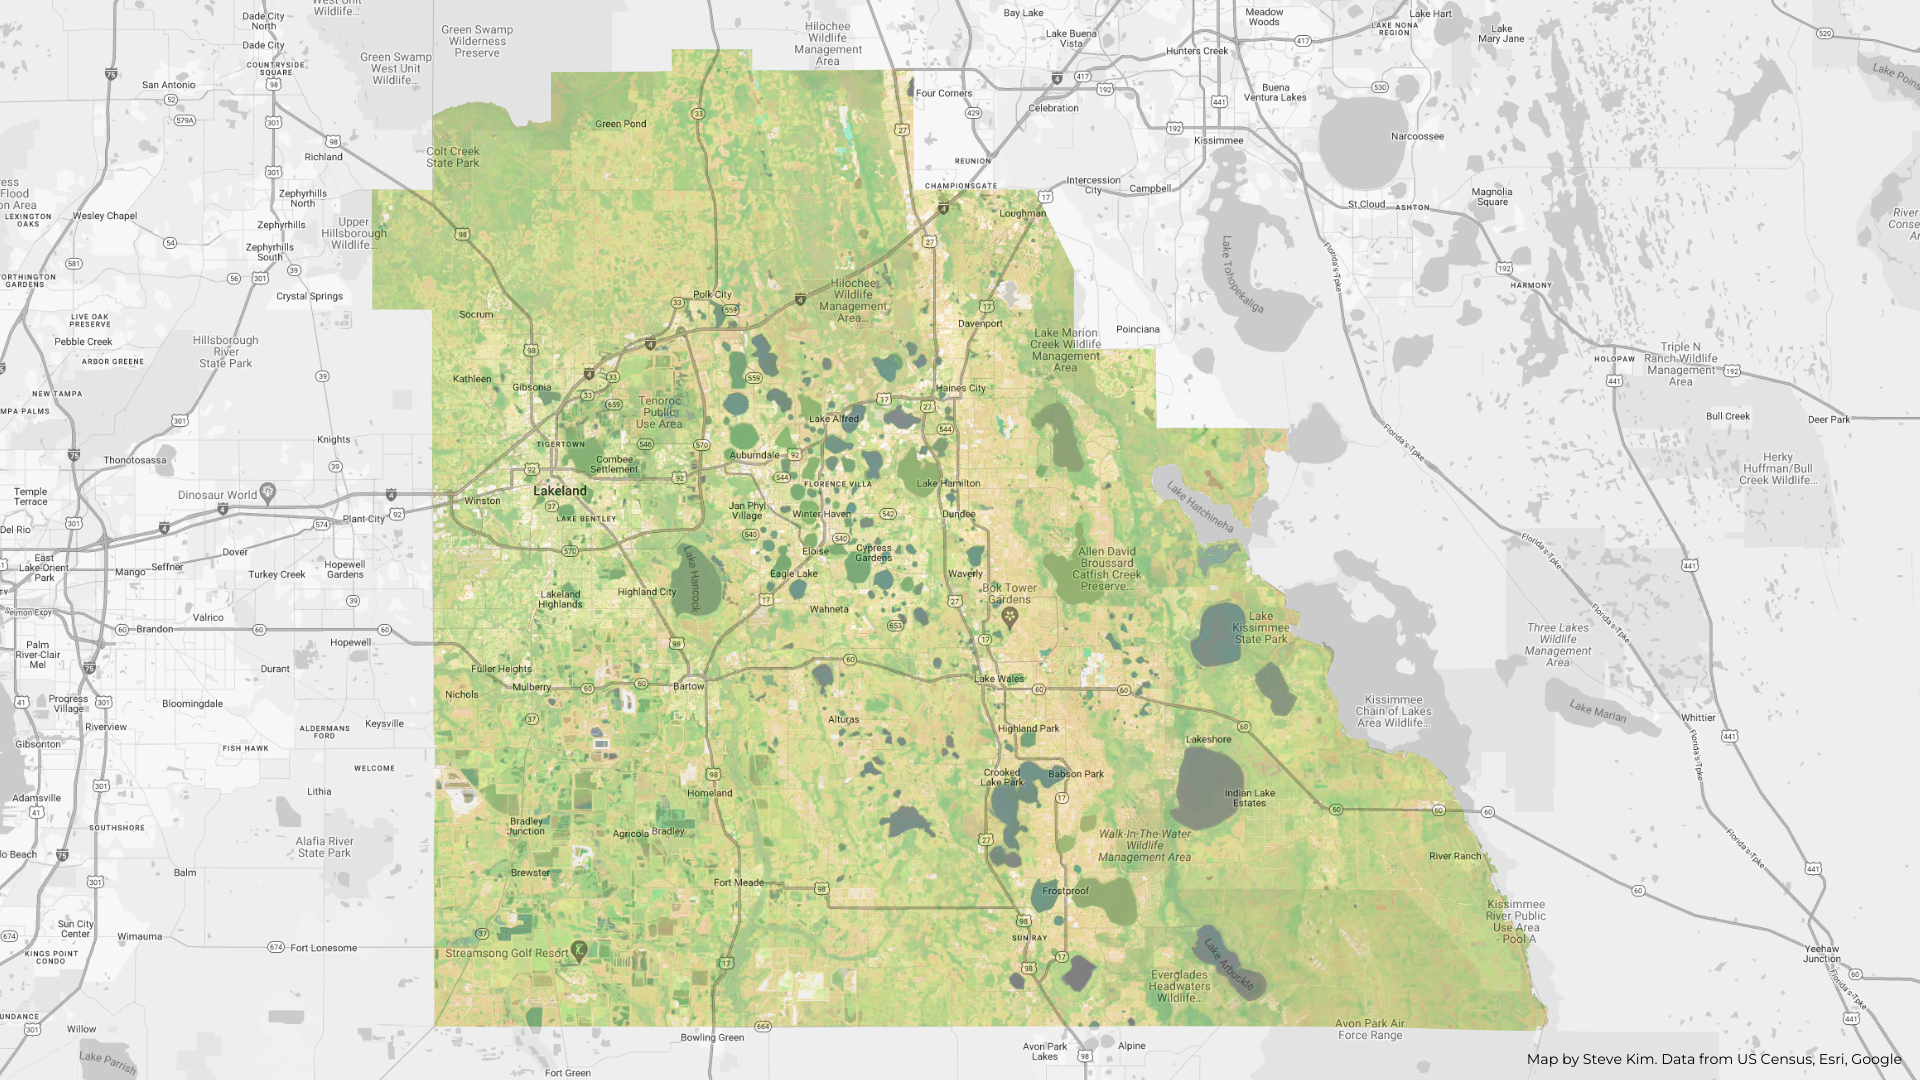 Dade City
North
West Unit
Wildlife...
Green Swamp
Wilderness
Preserve
Hilochee
Wildlife
Management
Area
Bay Lake
Meadow
Woods
LAKE NONA
REGION
Lake Hart
Lake
Mary Jane
Dade City
COUNTRYSIDE
SQUARE
Green Swamp
West Unit
Wildlife...
Lake Buena
Vista
Hunters Creek
San Antonio
Four Corners
Celebration
Buena
Ventura Lakes
Lake Poins
Green Pond
Richland
Colt Creek
State Park
Kissimmee
Narcoossee
REUNION
Zephyrhills
North
CHAMPIONSGATE
Intercession
City
Campbell
Magnolia
Square
St Cloud
ASHTON
LEXINGTON
OAKS
Wesley Chapel
Zephyrhills
Upper
Hillsborough
Wildlife...
Loughman
Zephyrhills
South
Lake Tohopekaliga
Florida's-Tpke
HARMONY
Crystal Springs
Polk City
Hilochee
Wildlife
Management
Area...
LIVE OAK
PRESERVE
Socrum
Davenport
Poinciana
Pebble Creek
Hillsborough
River
State Park
ARBOR GREENE
Lake Marion
Creek Wildlife
Management
Area
HOLOPAW
Triple N
Ranch Wildlife
Management
Area
Kathleen
Gibsonia
Haines City
NEW TAMPA
Tenoroc
Public
Use Area
Lake Alfred
Bull Creek
Deer Park
Knights
TIGERTOWN
Combee
Settlement
Auburndale
Florida's-Tpke
Thonotosassa
Herky
Huffman/Bull
Creek Wildlife...
Temple
Terrace
Dinosaur World
Lakeland
Winston
FLORENCE VILLA
Lake Hamilton
Lake Hatchineha
Del Rio
Plant City
LAKE BENTLEY
Jan Phyl
Village
Winter Haven
Dundee
East
Lake-Orient
Park
Dover
Eloise
Cypress
Gardens
Allen David
Broussard
Catfish Creek
Preserve...
Florida's-Tpke
Mango
Seffner
Turkey Creek
Hopewell
Gardens
Lake Hancock
Eagle Lake
Waverly
Bok Tower
Gardens
Lakeland
Highlands
Highland City
Wahneta
Selmon Expy
Valrico
Brandon
Hopewell
Lake
Kissimmee
State Park
Florida's-Tpke
Three Lakes
Wildlife
Management
Area
Palm
River-Clair
Mel
Durant
Fuller Heights
Mulberry
Bartow
Lake Wales
Nichols
Progress
Village
Bloomingdale
Kissimmee
Chain of Lakes
Area Wildlife...
Lake Marian
Whittier
Riverview
Keysville
ALDERMANS
FORD
Alturas
Highland Park
Gibsonton
FISH HAWK
Lakeshore
Florida's-Tpke
WELCOME
Crooked
Lake Park
Babson Park
Adamsville
Lithia
Homeland
Indian Lake
Estates
SOUTHSHORE
Bradley
Junction
Agricola
Bradley
Walk-In-The-Water
Wildlife
Management Area
Alafia River
State Park
River Ranch
Florida's-Tpke
Balm
Brewster
Fort Meade
Frostproof
Sun City
Center
Wimauma
Fort Lonesome
Streamsong Golf Resort
SUN RAY
Kissimmee
River Public
Use Area
- Pool A
KINGS POINT
CONDO
Lake Arbuckle
Everglades
Headwaters
Wildlife...
Yeehaw
Junction
Florida's-Tpke
Willow
Bowling Green
Avon Park Air
Force Range
Lake Parrish
Fort Green
Avon Park
Lakes
Alpine
Map by Steve Kim. Data from US Census, Esri, Google